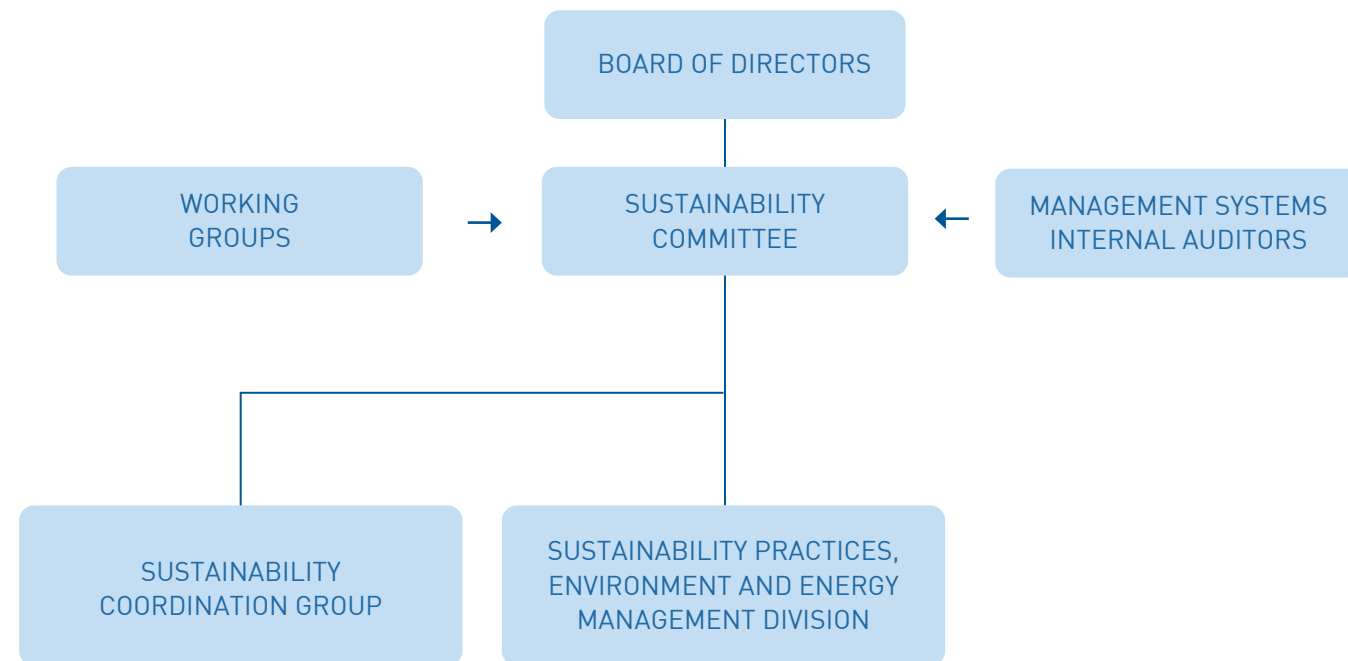 BOARD OF DIRECTORS
WORKING
GROUPS
SUSTAINABILITY
COMMITTEE
MANAGEMENT SYSTEMS
INTERNAL AUDITORS
SUSTAINABILITY
COORDINATION GROUP
SUSTAINABILITY PRACTICES,
ENVIRONMENT AND ENERGY
MANAGEMENT DIVISION